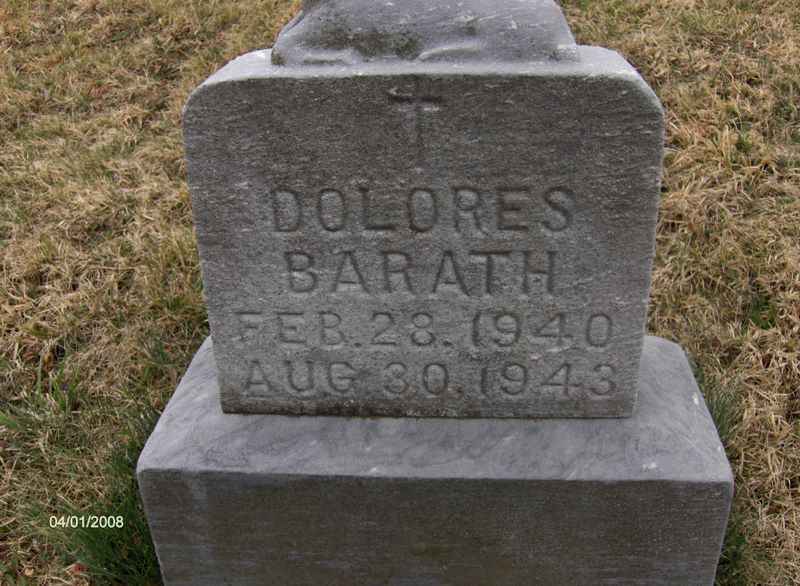 DOLORES
BARATH
FEB. 28. 1940
AUG 30. 1943
04/01/2008